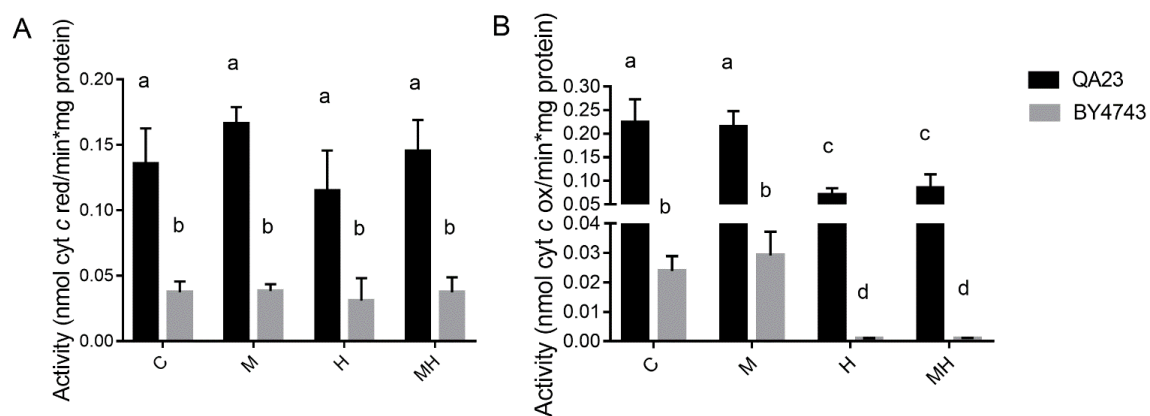 A
Activity (nmol cyt c red/min*mg protein)
0.20
0.15
0.10
0.05
0.00
a
b
a
b
a
b
a
b
C
M
H
MH
B
Activity (nmol cyt c ox/min*mg protein)
0.30
0.25
0.20
0.15
0.10
0.05
0.04
0.03
0.02
0.01
0.00
a
b
a
b
c
d
c
d
C
M
H
MH
QA23
BY4743